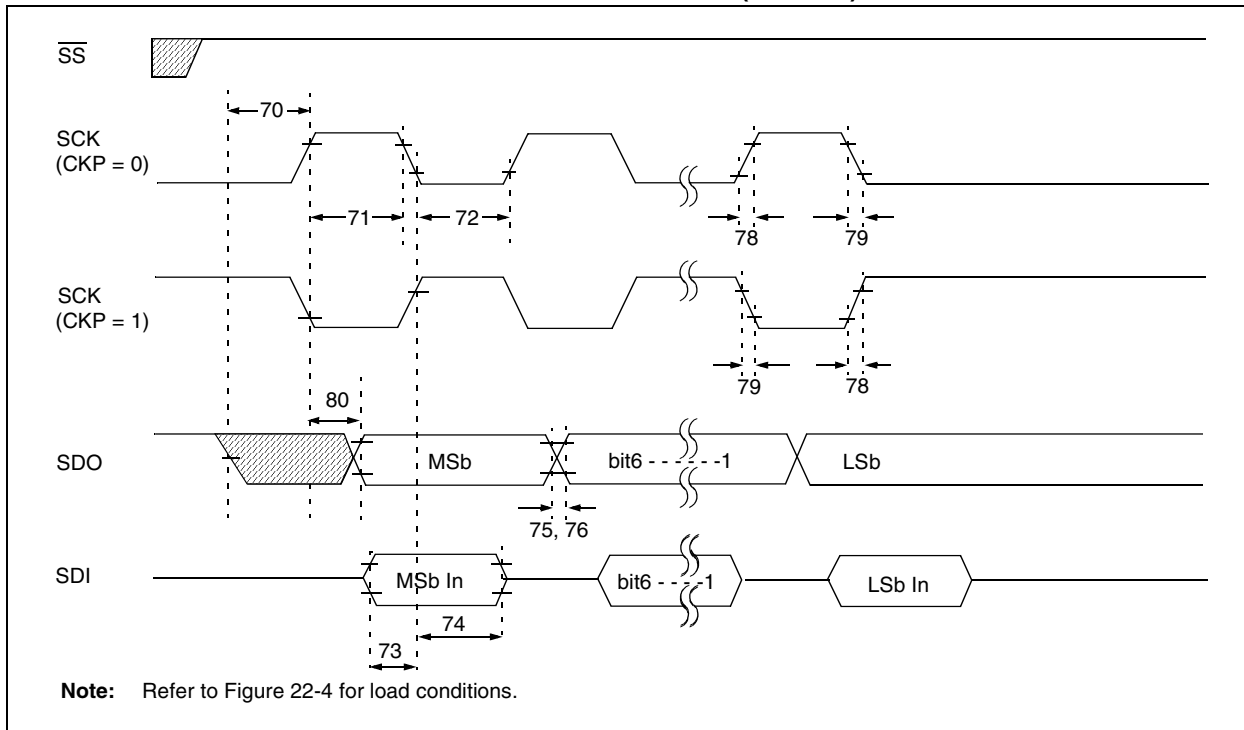 SS
70
SCK
(CKP = 0)
71
72
78
79
SCK
(CKP = 1)
79
78
80
SDO
MSb
bit6 - - - - - - -1
LSb
75, 76
SDI
MSb In
bit6 - - - - -1
LSb In
74
73
Note: Refer to Figure 22-4 for load conditions.